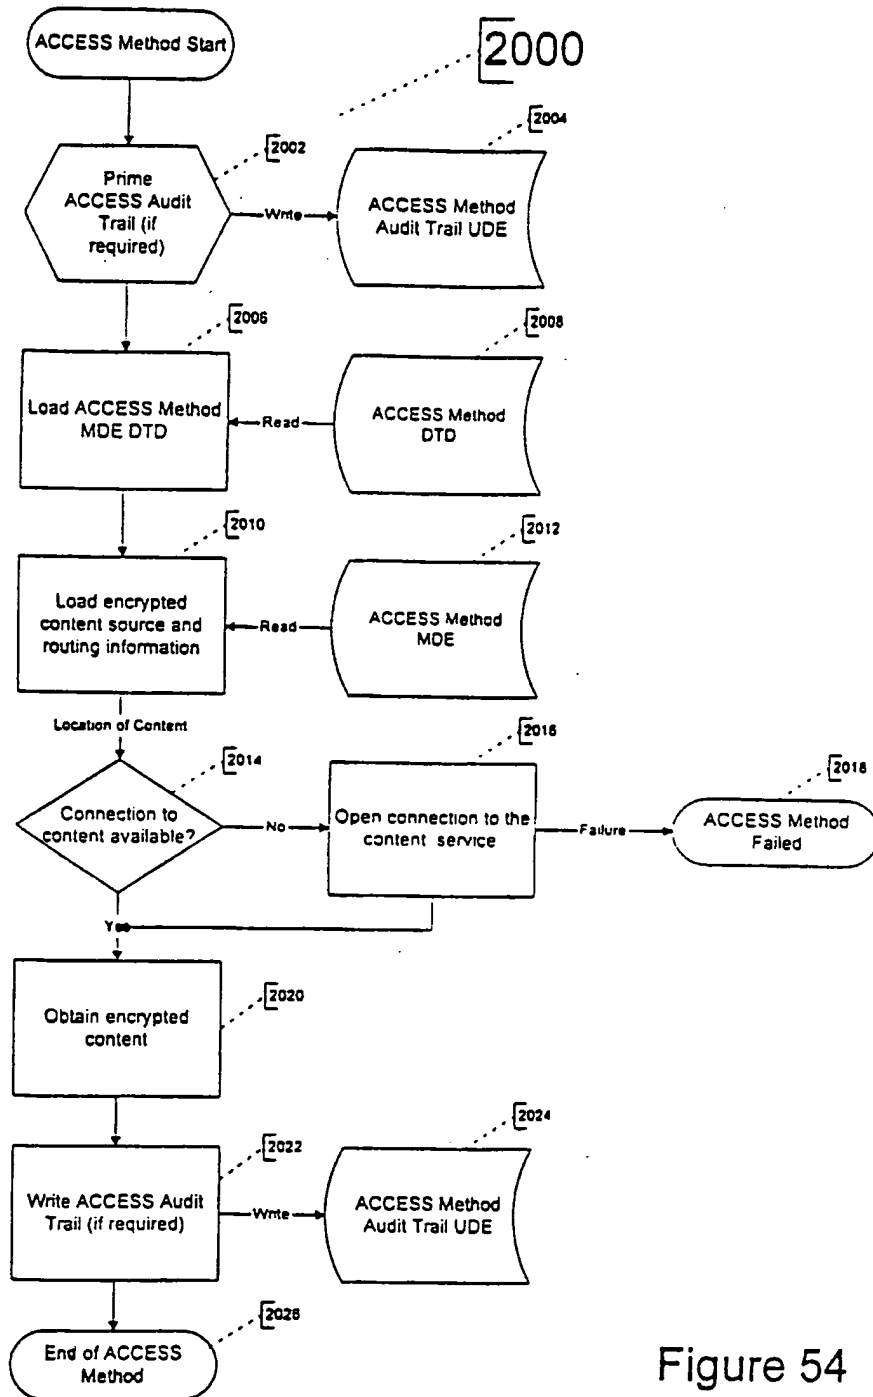 ACCESS Method Start
2000
2002
2004
Prime
ACCESS Audit
Trail (if
required)
Write
ACCESS Method
Audit Trail UDE
2006
2008
Load ACCESS Method
MDE DTD
Read
ACCESS Method
DTD
2010
2012
Load encrypted
content source and
routing information
Read
ACCESS Method
MDE
Location of Content
2014
2016
2018
Connection to
content available?
No
Open connection to the
content service
Failure
ACCESS Method
Failed
Y
2020
Obtain encrypted
content
2022
2024
Write ACCESS Audit
Trail (if required)
Write
ACCESS Method
Audit Trail UDE
2026
End of ACCESS
Method
Figure 54